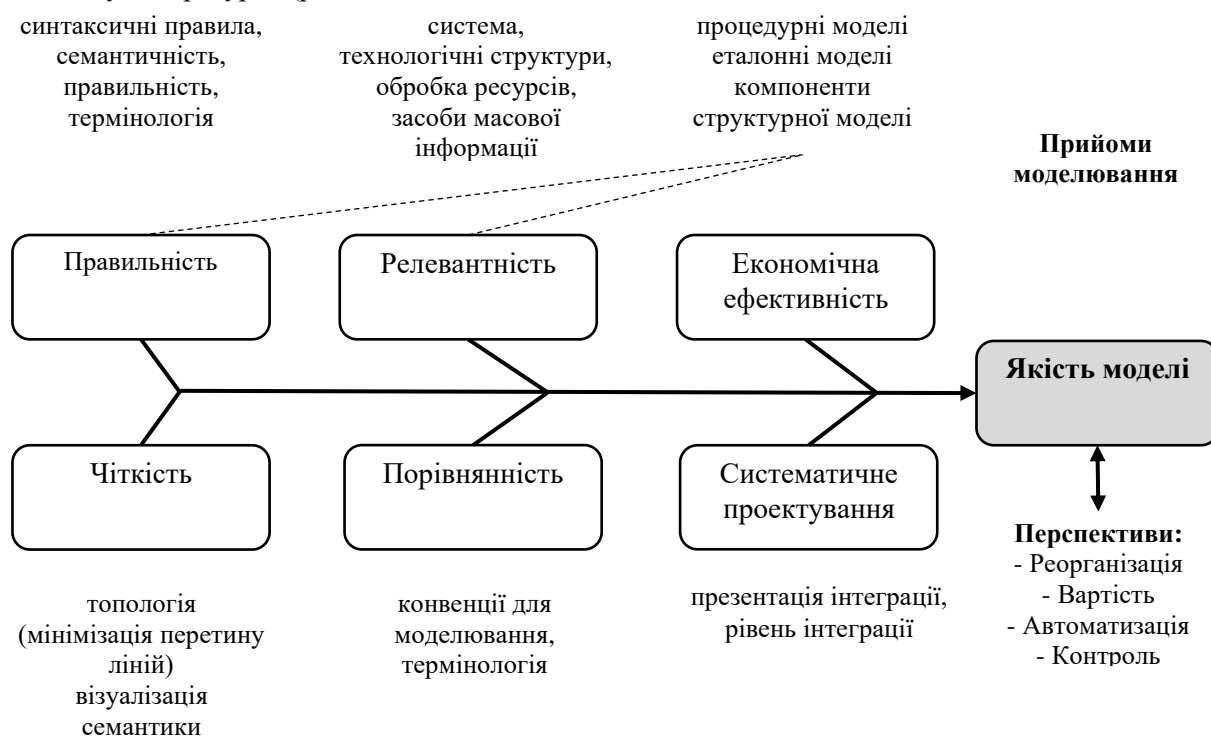 синтаксичні правила,
семантичність,
правильність,
термінологія
система,
технологічні структури,
обробка ресурсів,
засоби масової
інформації
процедурні моделі
еталонні моделі
компоненти
структурної моделі
Прийоми
моделювання
Правильність
Релевантність
Економічна
ефективність
Якість моделі
Чіткість
Порівнянність
Систематичне
проектування
Перспективи:
- Реорганізація
- Вартість
- Автоматизація
- Контроль
топологія
(мінімізація перетину
ліній)
візуалізація
семантики
конвенції для
моделювання,
термінологія
презентація інтеграції,
рівень інтеграції